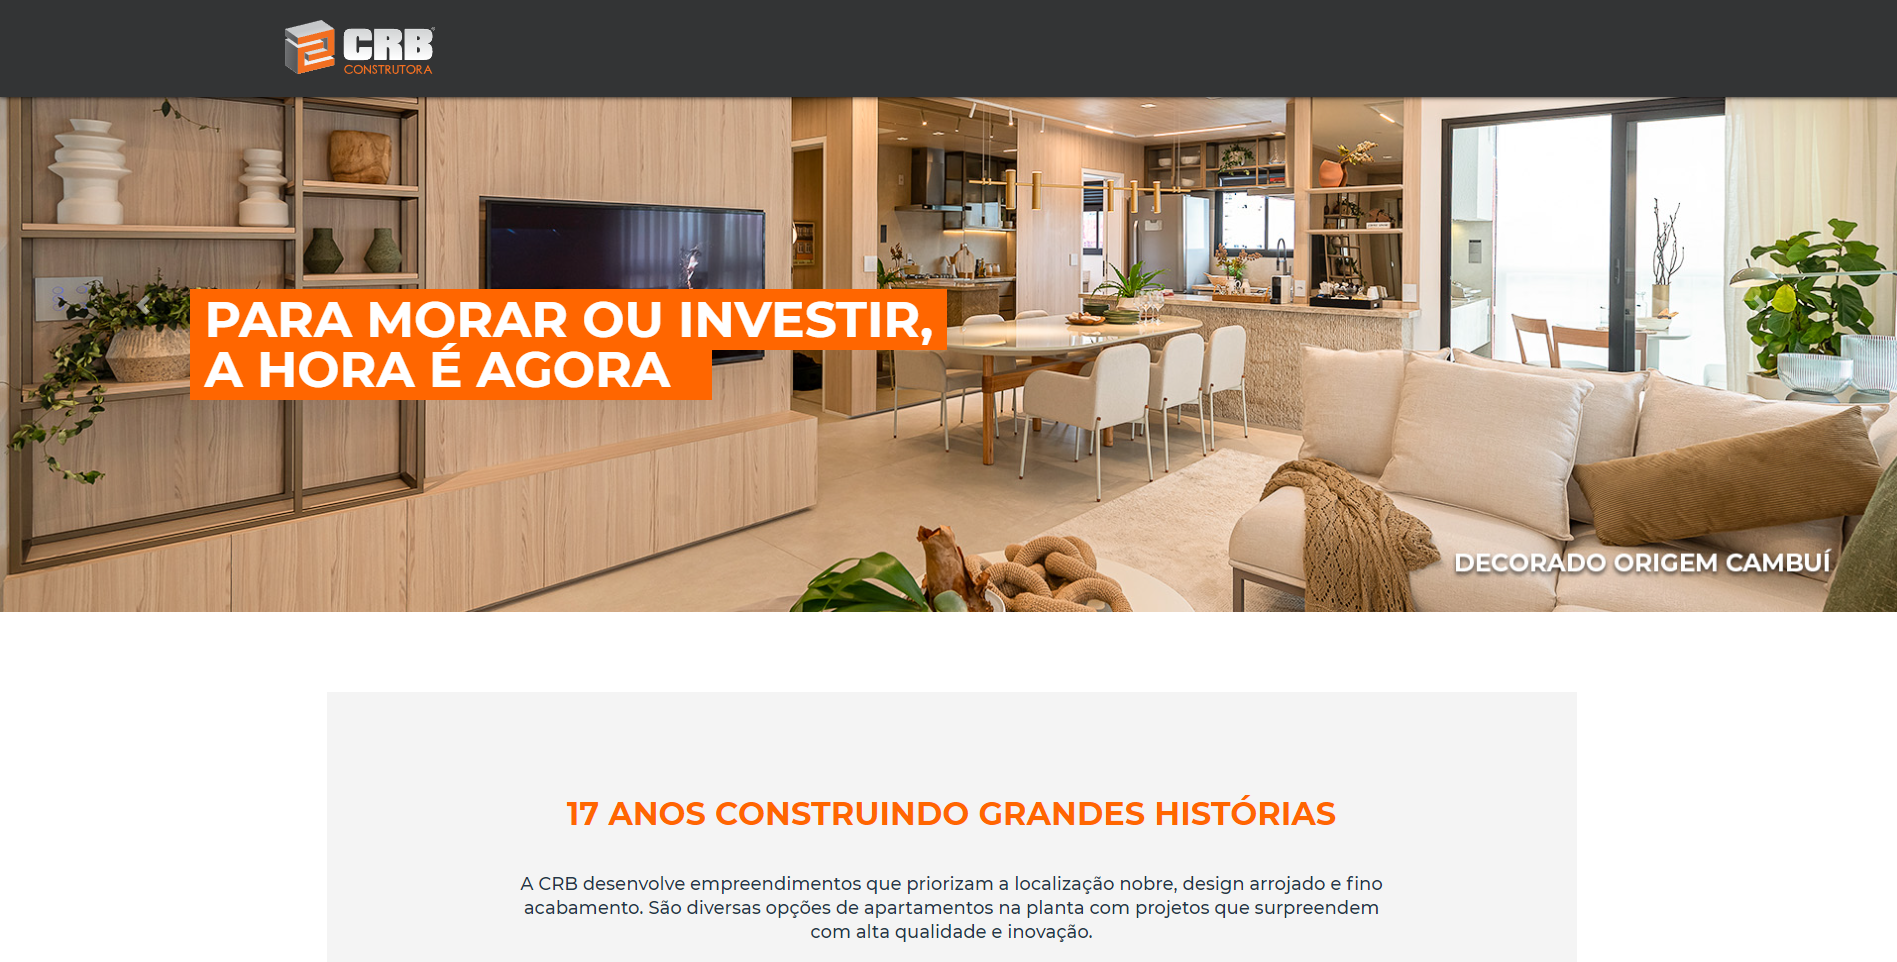 CRB
CONSTRUTORA
PARA MORAR OU INVESTIR,
A HORA É AGORA
DECORADO ORIGEM CAMBUÍ
17 ANOS CONSTRUINDO GRANDES HISTÓRIAS
A CRB desenvolve empreendimentos que priorizam a localização nobre, design arrojado e fino
acabamento. São diversas opções de apartamentos na planta com projetos que surpreendem
com alta qualidade e inovação.